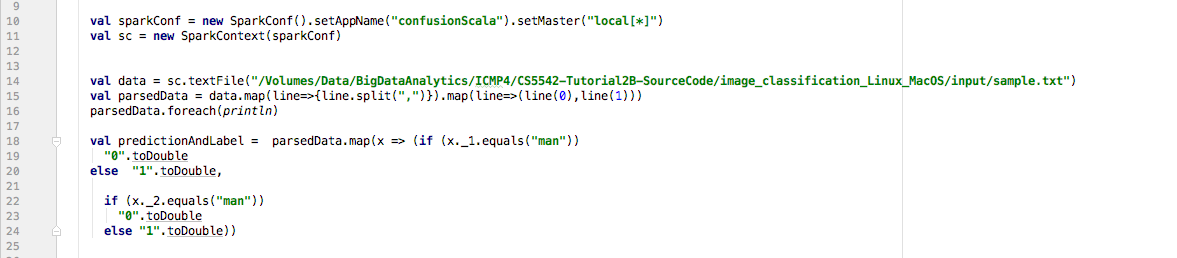 9
10 val sparkConf = new SparkConf().setAppName("confusionScala").setMaster("local[*]")
11 val sc = new SparkContext(sparkConf)
12
13
14 val data = sc.textFile("/Volumes/Data/BigDataAnalytics/ICMP4/CS5542-Tutorial2B-SourceCode/image_classification_Linux_MacOS/input/sample.txt")
15 val parsedData = data.map(line=>{line.split(",")}).map(line=>(line(0),line(1)))
16 parsedData.foreach(println)
17
18 val predictionAndLabel =  parsedData.map(x => (if (x._1.equals("man"))
19   "0".toDouble
20 else  "1".toDouble,
21
22   if (x._2.equals("man"))
23     "0".toDouble
24   else "1".toDouble))
25